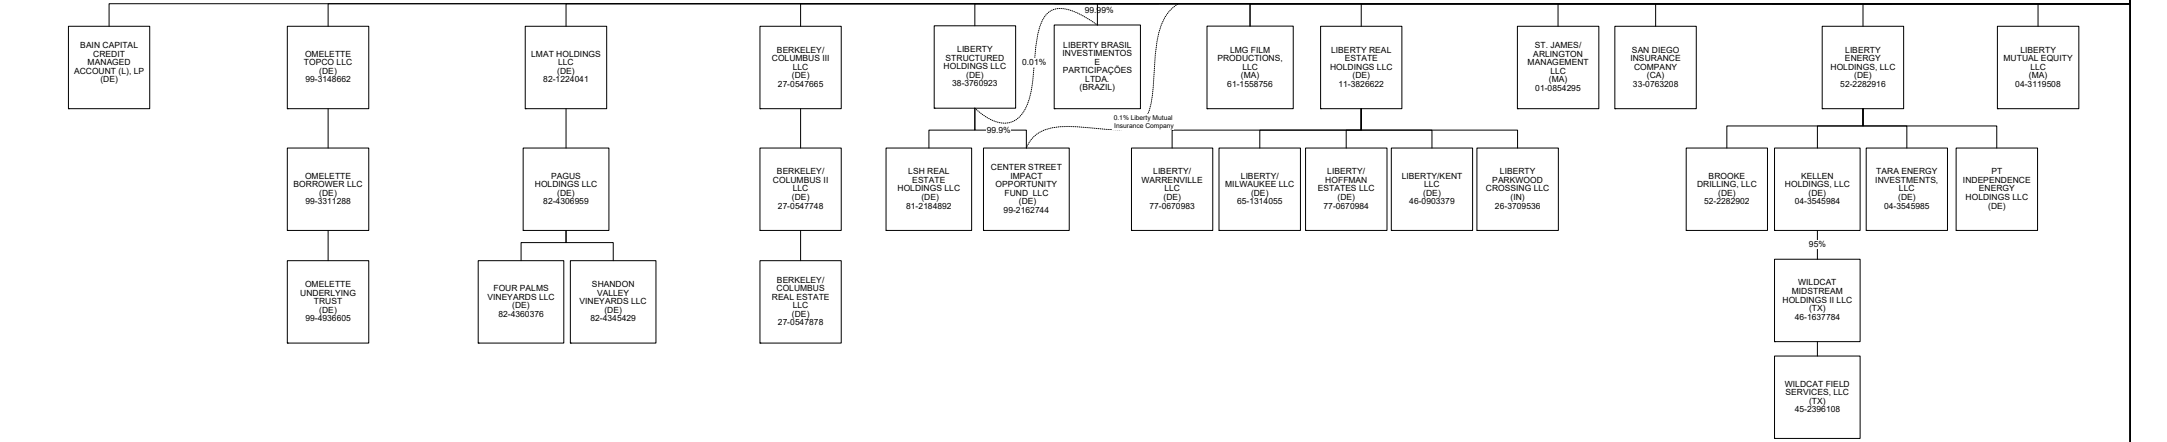 99.99%
BAIN CAPITAL
CREDIT
MANAGED
ACCOUNT (L), LP
(DE)
OMELETTE
TOPCO LLC
(DE)
99-3148662
LMAT HOLDINGS
LLC
(DE)
82-1224041
BERKELEY/
COLUMBUS III
LLC
(DE)
27-0547665
LIBERTY
STRUCTURED
HOLDINGS LLC
(DE)
38-3760923
0.01%
LIBERTY BRASIL
INVESTIMENTOS
E
PARTICIPAÇÕES
LTDA.
(BRAZIL)
LMG FILM
PRODUCTIONS,
LLC
(MA)
61-1558756
LIBERTY REAL
ESTATE
HOLDINGS LLC
(DE)
11-3826622
ST. JAMES/
ARLINGTON
MANAGEMENT
LLC
(MA)
01-0854295
SAN DIEGO
INSURANCE
COMPANY
(CA)
33-0763208
LIBERTY
ENERGY
HOLDINGS, LLC
(DE)
52-2282916
LIBERTY
MUTUAL EQUITY
LLC
(MA)
04-3119508
99.9%
0.1% Liberty Mutual
Insurance Company
OMELETTE
BORROWER LLC
(DE)
99-3311288
PAGUS
HOLDINGS LLC
(DE)
82-4306959
BERKELEY/
COLUMBUS II
LLC
(DE)
27-0547748
LSH REAL
ESTATE
HOLDINGS LLC
(DE)
81-2184892
CENTER STREET
IMPACT
OPPORTUNITY
FUND LLC
(DE)
99-2162744
LIBERTY/
WARRENVILLE
LLC
(DE)
77-0670983
LIBERTY/
MILWAUKEE LLC
(DE)
65-1314055
LIBERTY/
HOFFMAN
ESTATES LLC
(DE)
77-0670984
LIBERTY/KENT
LLC
(DE)
46-0903379
LIBERTY
PARKWOOD
CROSSING LLC
(IN)
26-3709536
BROOKE
DRILLING, LLC
(DE)
52-2282902
KELLEN
HOLDINGS, LLC
(DE)
04-3545984
TARA ENERGY
INVESTMENTS,
LLC
(DE)
04-3545985
PT
INDEPENDENCE
ENERGY
HOLDINGS LLC
(DE)
95%
OMELETTE
UNDERLYING
TRUST
(DE)
99-4936605
FOUR PALMS
VINEYARDS LLC
(DE)
82-4360376
SHANDON
VALLEY
VINEYARDS LLC
(DE)
82-4345429
BERKELEY/
COLUMBUS
REAL ESTATE
LLC
(DE)
27-0547878
WILDCAT
MIDSTREAM
HOLDINGS II LLC
(TX)
46-1637784
WILDCAT FIELD
SERVICES, LLC
(TX)
45-2396108